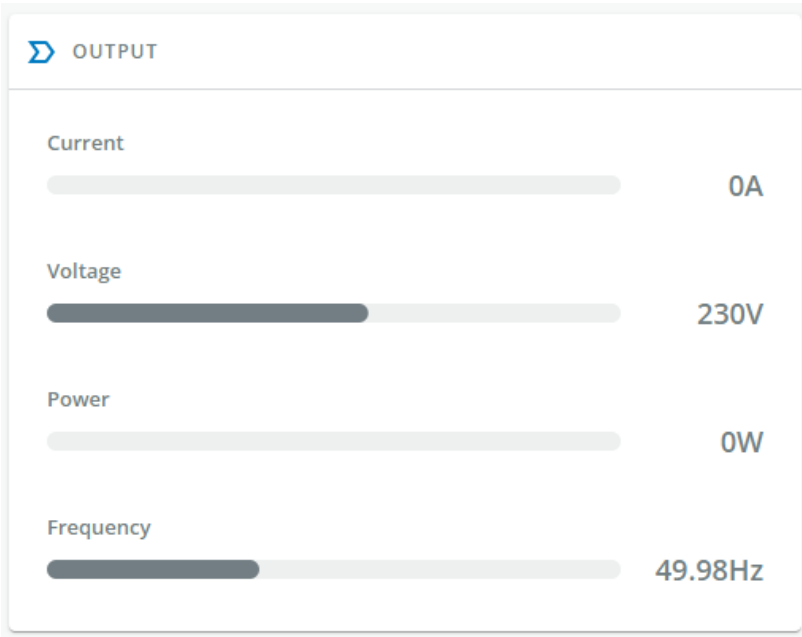 OUTPUT
Current
0A
Voltage
230V
Power
0W
Frequency
49.98Hz